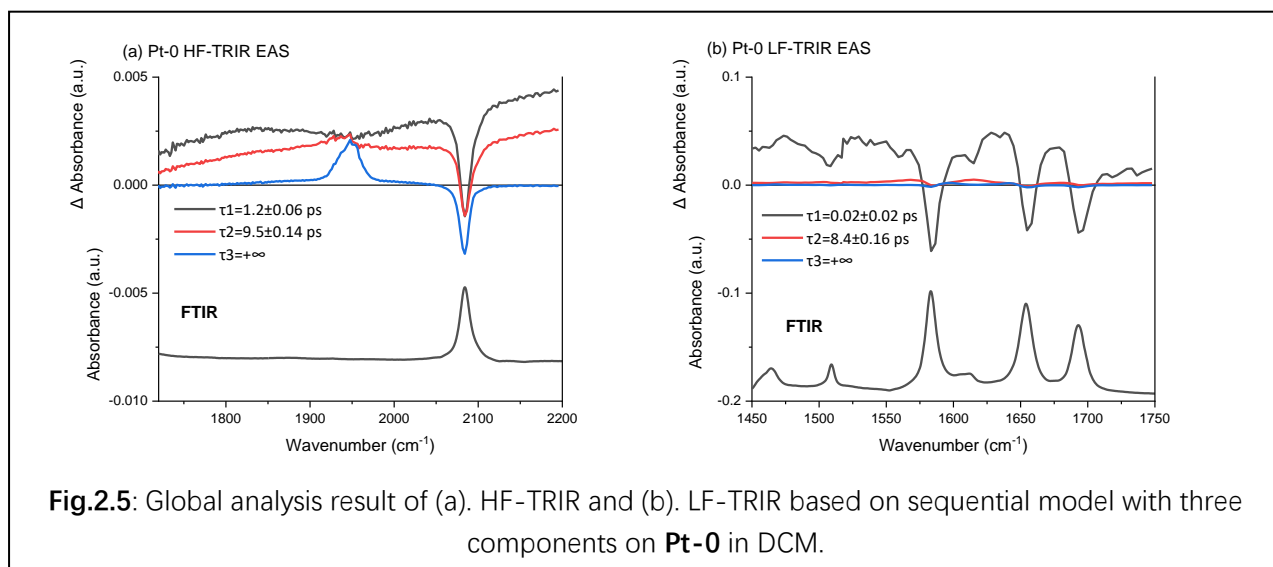 (a) Pt-0 HF-TRIR EAS
0.005
0.000
-0.005
-0.010
Δ Absorbance (a.u.)
Absorbance (a.u.)
τ1=1.2±0.06 ps
τ2=9.5±0.14 ps
τ3=+∞
FTIR
1800 1900 2000 2100 2200
Wavenumber (cm⁻¹)
(b) Pt-0 LF-TRIR EAS
0.1
0.0
-0.1
-0.2
Δ Absorbance (a.u.)
Absorbance (a.u.)
τ1=0.02±0.02 ps
τ2=8.4±0.16 ps
τ3=+∞
FTIR
1450 1500 1550 1600 1650 1700 1750
Wavenumber (cm⁻¹)
Fig.2.5: Global analysis result of (a). HF-TRIR and (b). LF-TRIR based on sequential model with three
components on Pt-0 in DCM.